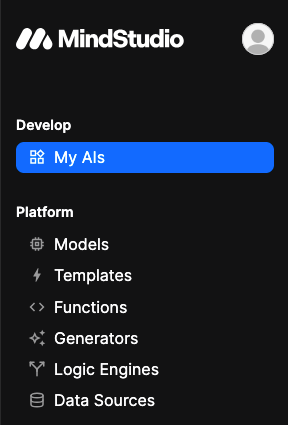 MindStudio
Develop
My AIs
Platform
Models
Templates
Functions
Generators
Logic Engines
Data Sources